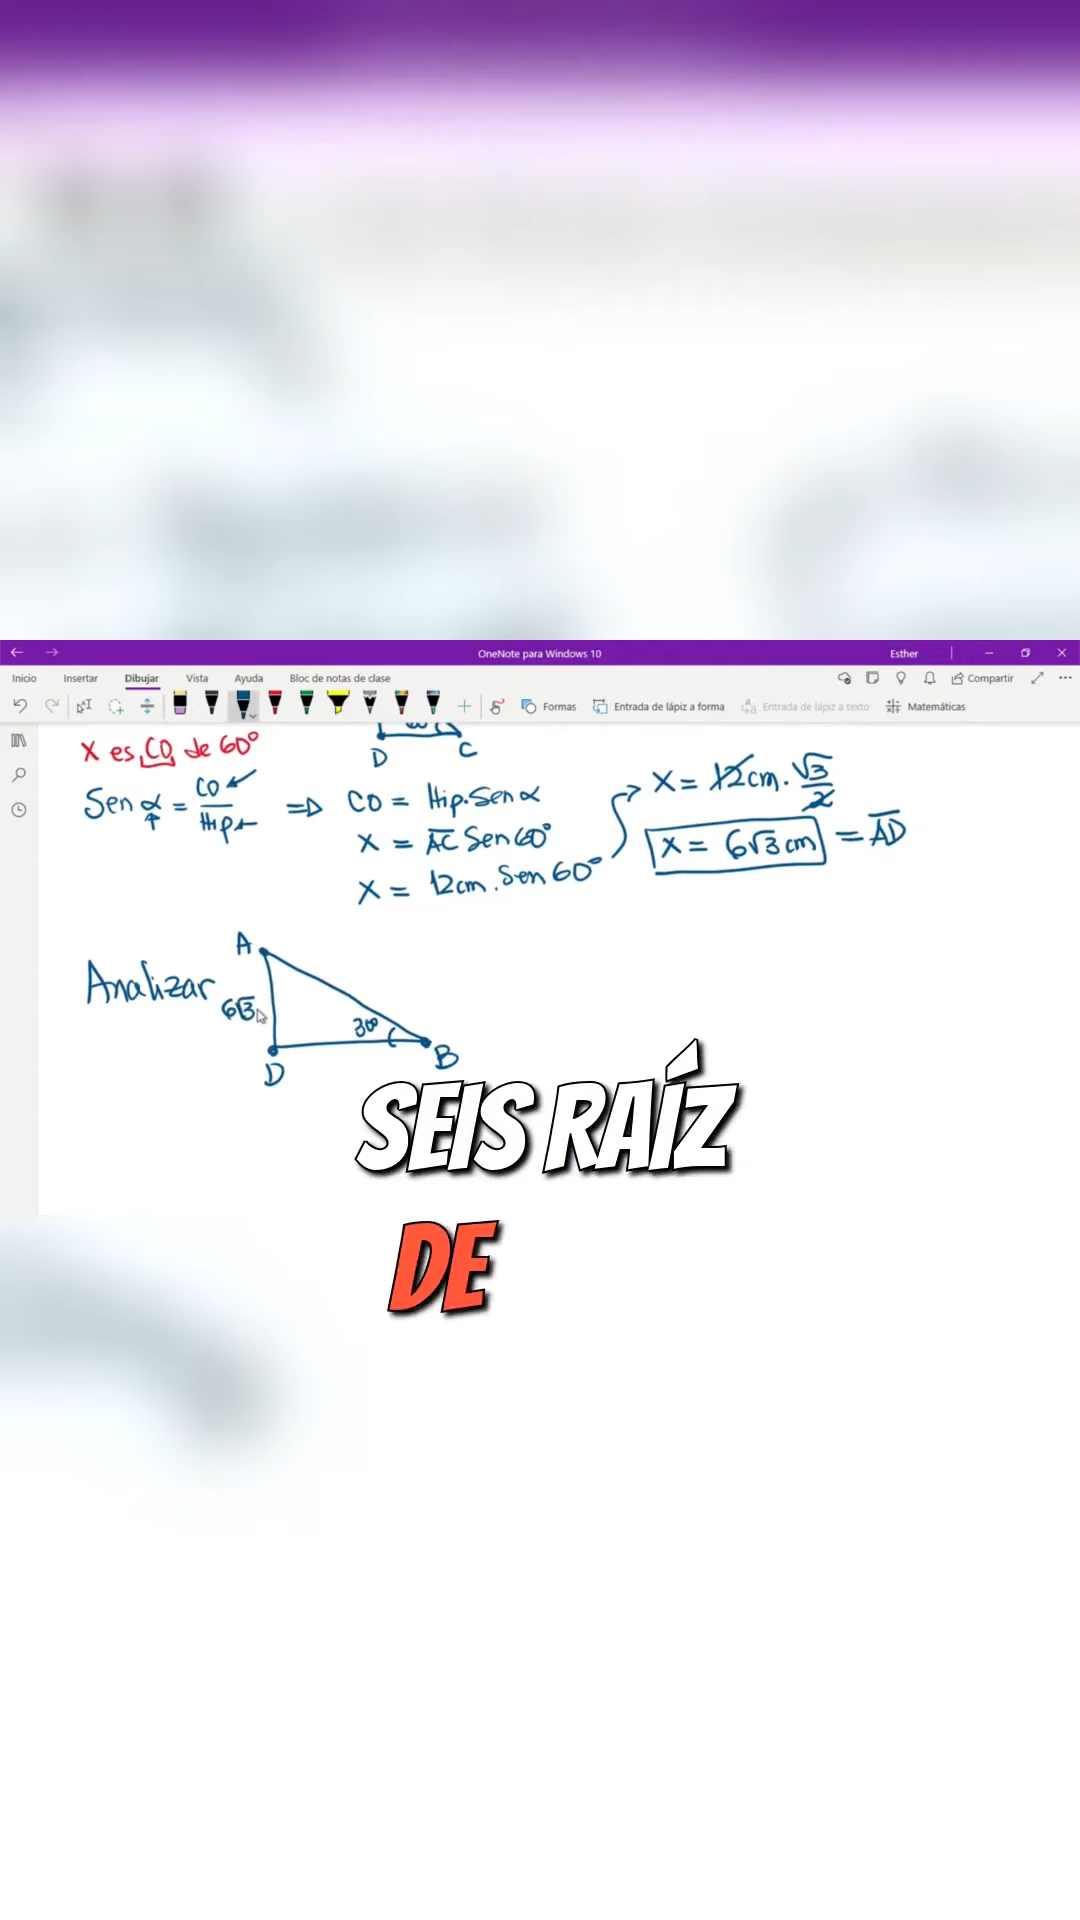 OneNote para Windows 10
Esther
Inicio Insertar Dibujar Vista Ayuda Bloc de notas de clase
Compartir
Formas Entrada de lápiz a forma Entrada de lápiz a texto Matemáticas
X es CO de 60°
D C
Sen α = CO / Hip
⇒ CO = Hip. Sen α
X = AC Sen 60°
X = 12cm. Sen 60°
X = 12cm. √3/2
X = 6√3 cm = AD
Analizar
A
6√3
30°
D
B
SEIS RAÍZ
DE